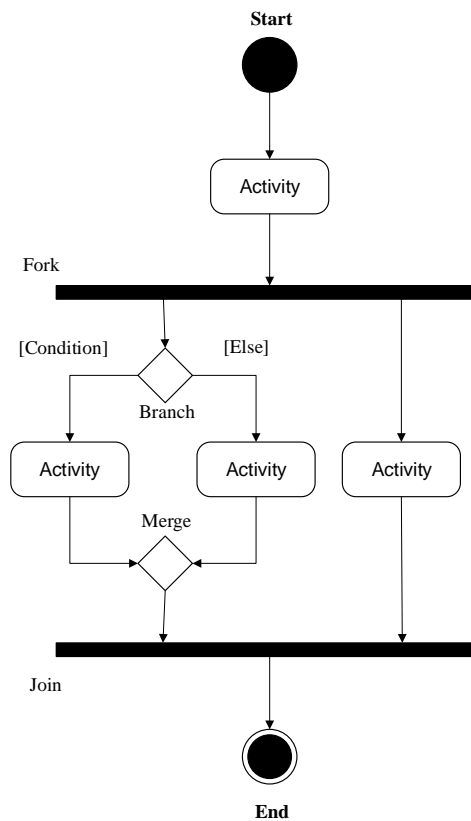 Start
Activity
Fork
[Condition]
[Else]
Branch
Activity
Activity
Activity
Merge
Join
End